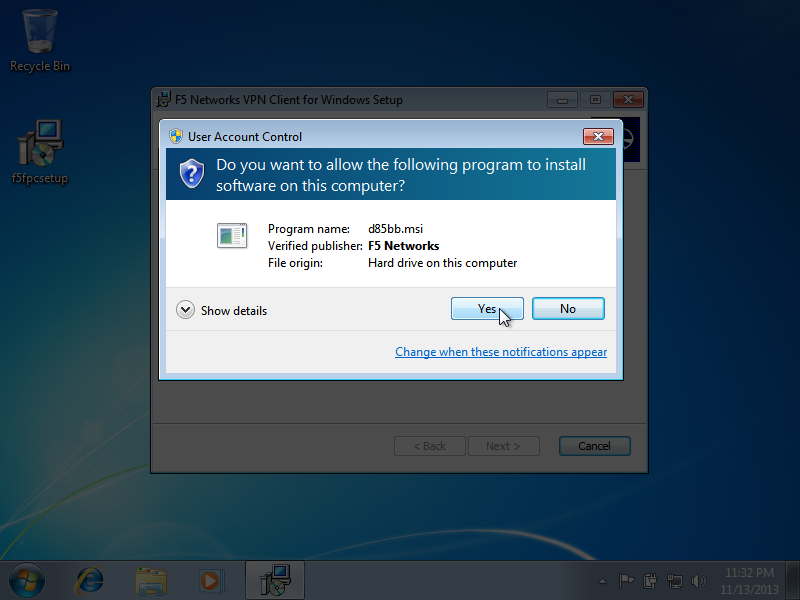 Recycle Bin
f5fpcsetup
F5 Networks VPN Client for Windows Setup
User Account Control
Do you want to allow the following program to install
software on this computer?
Program name: d85bb.msi
Verified publisher: F5 Networks
File origin: Hard drive on this computer
Show details
Yes
No
Change when these notifications appear
< Back
Next >
Cancel
11:32 PM
11/13/2013